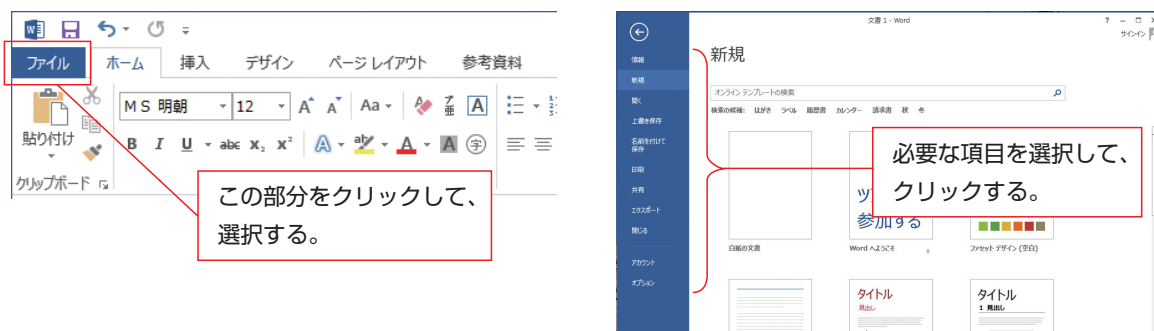 ファイル ホーム 挿入 デザイン ページ レイアウト 参考資料
MS 明朝 12 A A Aa A
貼り付け
B I U abc X₂ X² A aby A A 字
クリップボード
この部分をクリックして、
選択する。
文書 1 - Word
サインイン
新規
情報
新規
開く
上書き保存
名前を付けて
保存
印刷
共有
エクスポート
閉じる
アカウント
オプション
オンライン テンプレートの検索
検索の候補: はがき ラベル 履歴書 カレンダー 請求書 秋 冬
必要な項目を選択して、
クリックする。
参加する
白紙の文書 Word へようこそ ファセット デザイン (空白)
タイトル
見出し
タイトル
1 見出し